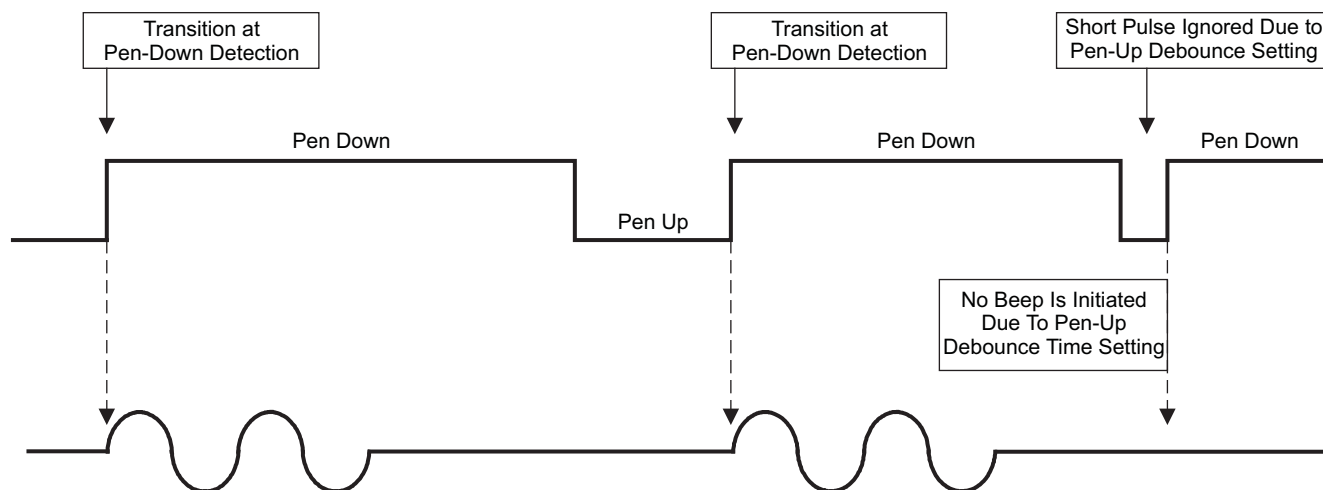 Transition at
Pen-Down Detection
Transition at
Pen-Down Detection
Short Pulse Ignored Due to
Pen-Up Debounce Setting
Pen Down
Pen Up
Pen Down
Pen Down
No Beep Is Initiated
Due To Pen-Up
Debounce Time Setting